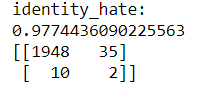 identity_hate:
0.9774436090225563
[[1948   35]
 [  10    2]]